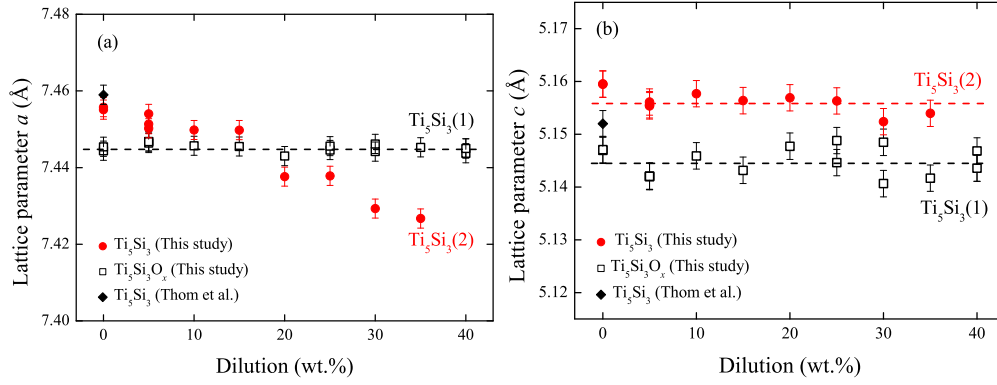 (a)
Lattice parameter a (Å)
7.48
7.46
7.44
7.42
7.40
Ti₅Si₃(1)
Ti₅Si₃(2)
Ti₅Si₃ (This study)
Ti₅Si₃Oₓ (This study)
Ti₅Si₃ (Thom et al.)
0 10 20 30 40
Dilution (wt.%)
(b)
Lattice parameter c (Å)
5.17
5.16
5.15
5.14
5.13
5.12
Ti₅Si₃(2)
Ti₅Si₃(1)
Ti₅Si₃ (This study)
Ti₅Si₃Oₓ (This study)
Ti₅Si₃ (Thom et al.)
0 10 20 30 40
Dilution (wt.%)